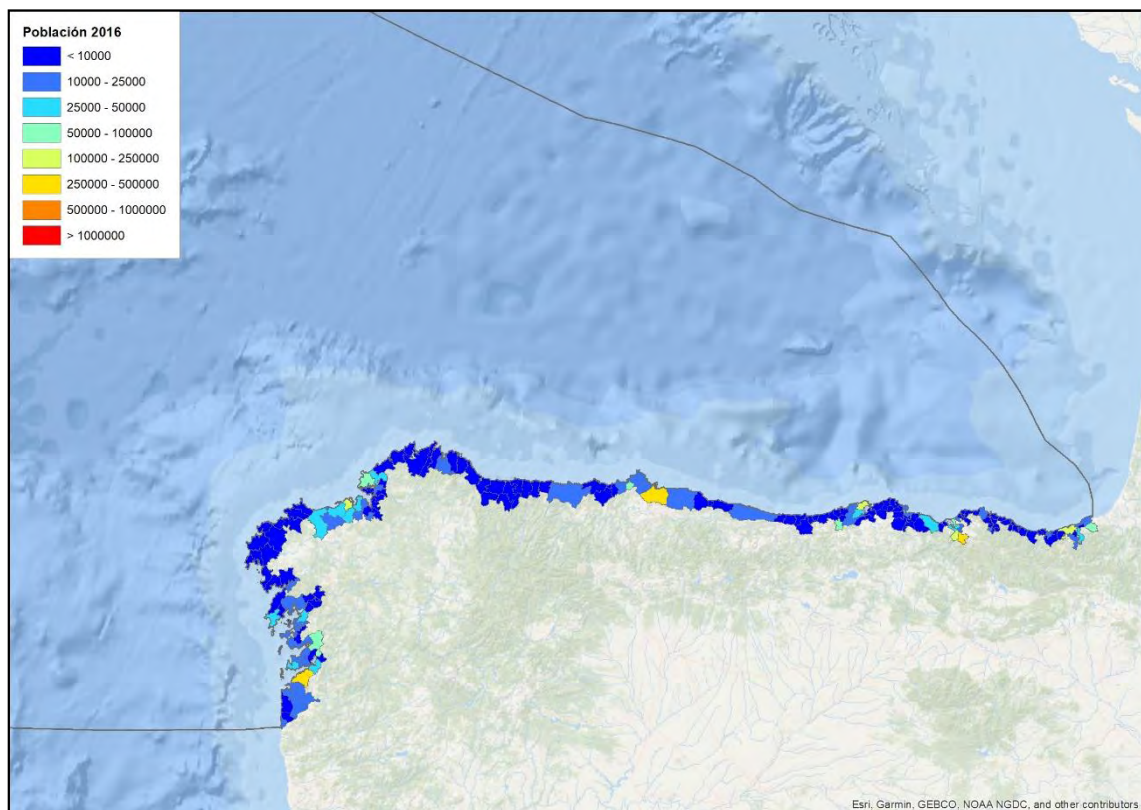 Población 2016
< 10000
10000 - 25000
25000 - 50000
50000 - 100000
100000 - 250000
250000 - 500000
500000 - 1000000
> 1000000
Esri, Garmin, GEBCO, NOAA NGDC, and other contributors